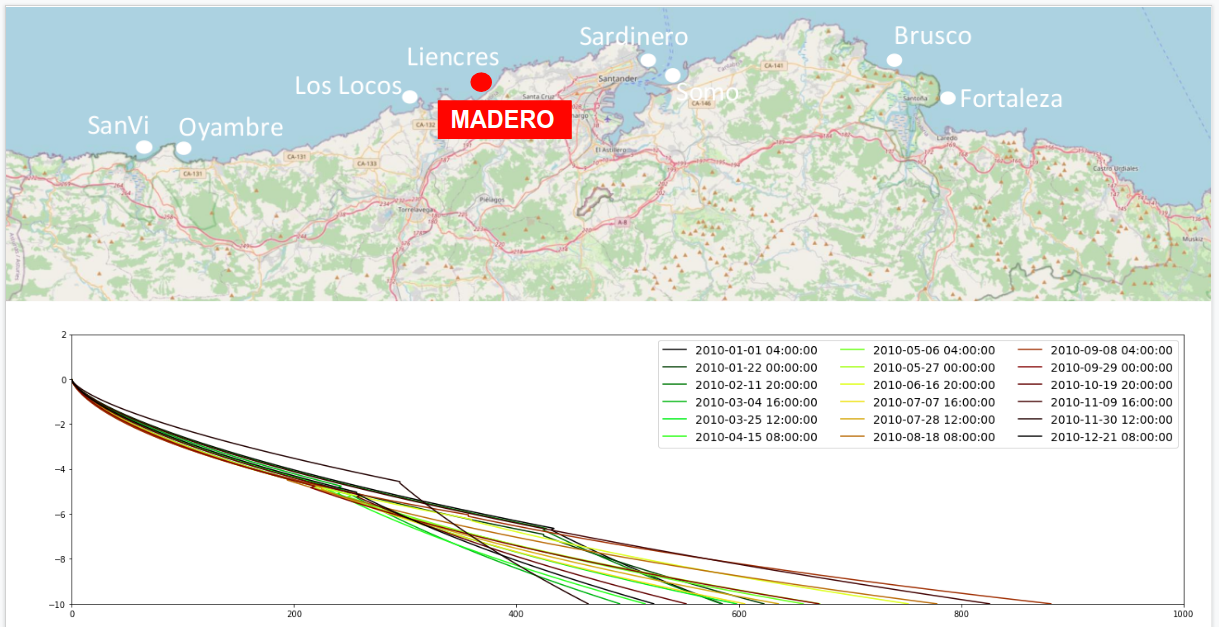 Sardinero
Brusco
Liencres
CA-141
Santander
Los Locos
Somo
Fortaleza
Santa Cruz
CA-146
Santoña
MADERO
SanVi
Oyambre
CA-132
Laredo
El Astillero
CA-131
CA-133
Castro Urdiales
CA-131
Piélagos
Torrelavega
A-8
Muskiz
2
0
−2
−4
−6
−8
−10
0 200 400 600 800 1000
2010-01-01 04:00:00 2010-05-06 04:00:00 2010-09-08 04:00:00
2010-01-22 00:00:00 2010-05-27 00:00:00 2010-09-29 00:00:00
2010-02-11 20:00:00 2010-06-16 20:00:00 2010-10-19 20:00:00
2010-03-04 16:00:00 2010-07-07 16:00:00 2010-11-09 16:00:00
2010-03-25 12:00:00 2010-07-28 12:00:00 2010-11-30 12:00:00
2010-04-15 08:00:00 2010-08-18 08:00:00 2010-12-21 08:00:00